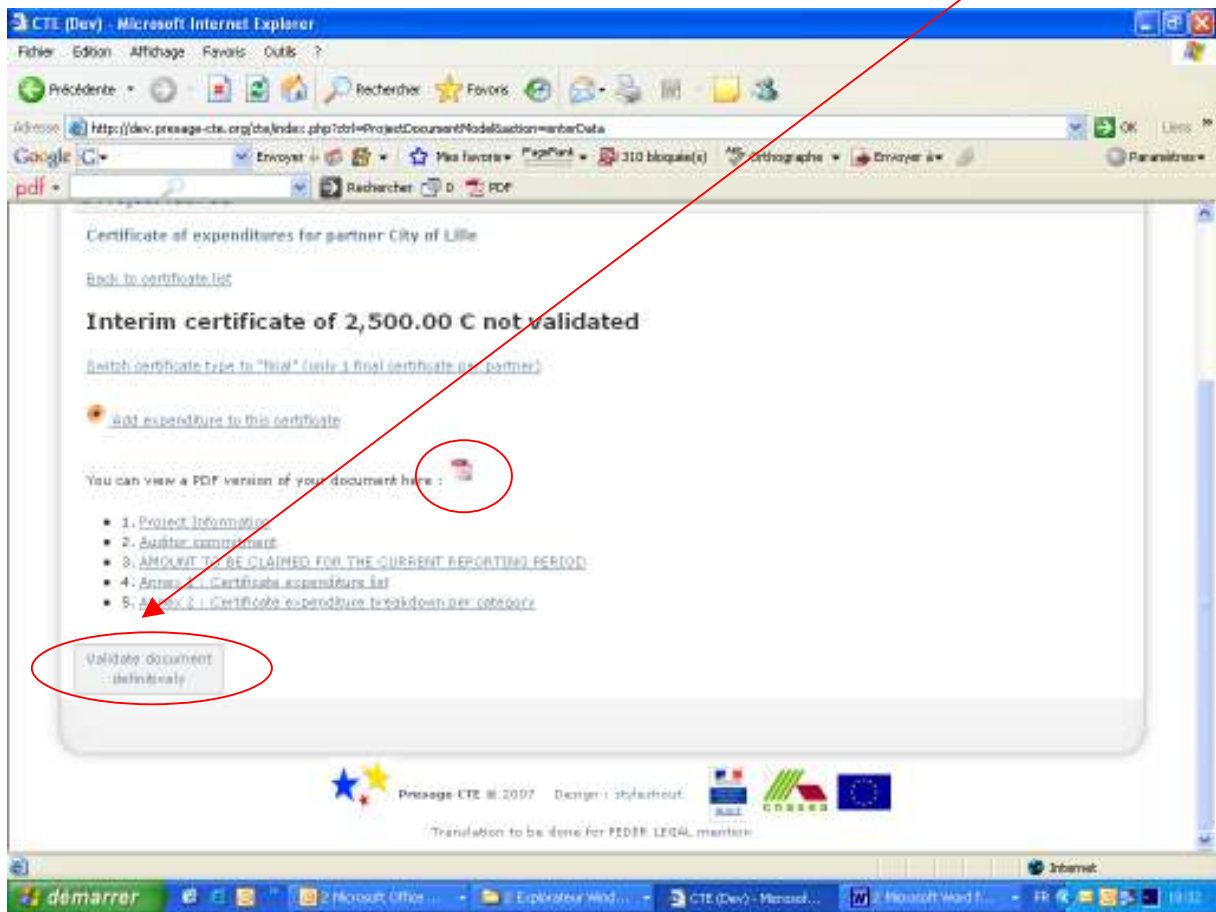 CTE (Dev) - Microsoft Internet Explorer
Fichier Edition Affichage Favoris Outils ?
Précédente Rechercher Favoris
Adresse http://dev.presage-cte.org/cte/index.php?ctrl=ProjectDocumentModel&action=enterData OK Liens »
Google G Envoyer Mes favoris PageRank 310 bloquée(s) Orthographe Envoyer à Paramètres
pdf Rechercher D PDF
Certificate of expenditures for partner City of Lille
Back to certificate list
Interim certificate of 2,500.00 € not validated
Switch certificate type to "final" (only 1 final certificate per partner)
Add expenditure to this certificate
You can view a PDF version of your document here :
1. Project Information
2. Auditor commitment
3. AMOUNT TO BE CLAIMED FOR THE CURRENT REPORTING PERIOD
4. Annex 1 : Certificate expenditure list
5. Annex 2 : Certificate expenditure breakdown per category
Validate document
definitively
Presage CTE © 2007 Design : styleshout
cnasea
Translation to be done for FEDER LEGAL mention
Internet
démarrer 2 Microsoft Office ... 2 Explorateur Wind... CTE (Dev) - Microsof... 2 Microsoft Word f... FR